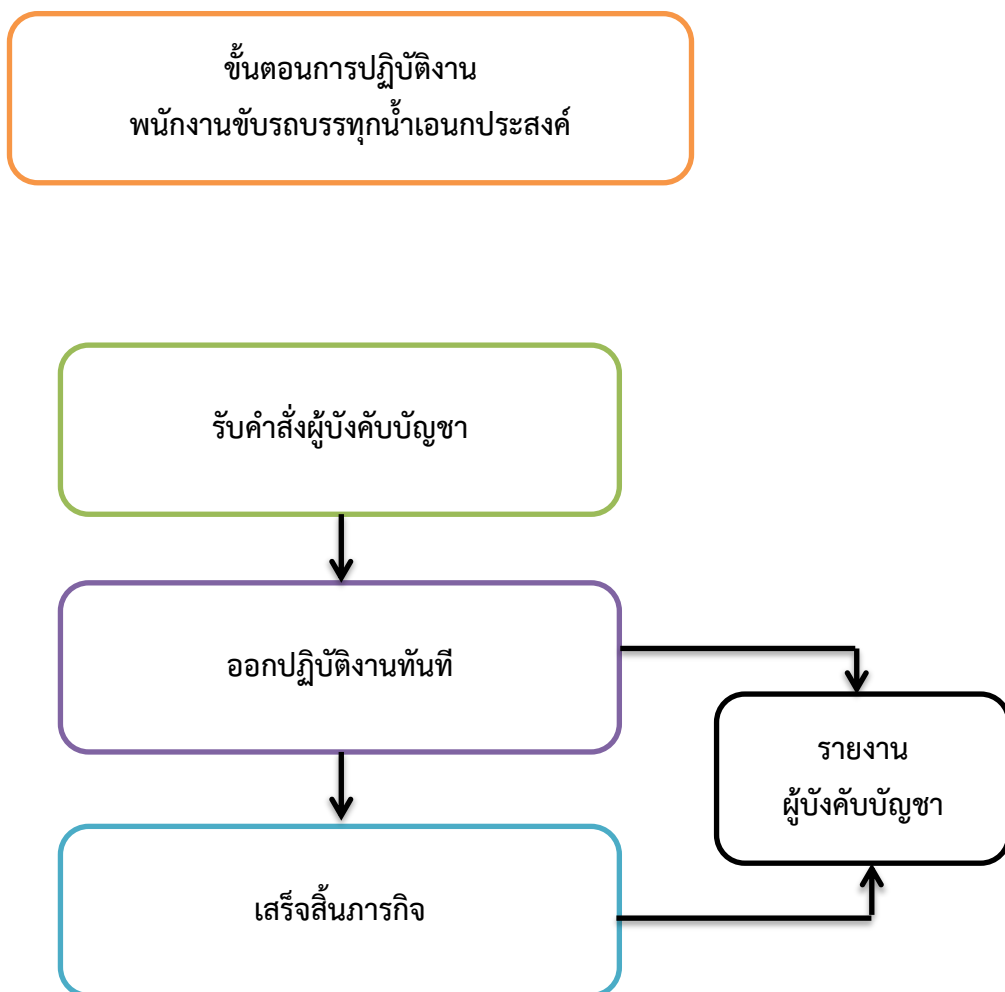 ขั้นตอนการปฏิบัติงาน
พนักงานขับรถบรรทุกน้ำเอนกประสงค์
รับคำสั่งผู้บังคับบัญชา
ออกปฏิบัติงานทันที
รายงาน
ผู้บังคับบัญชา
เสร็จสิ้นภารกิจ